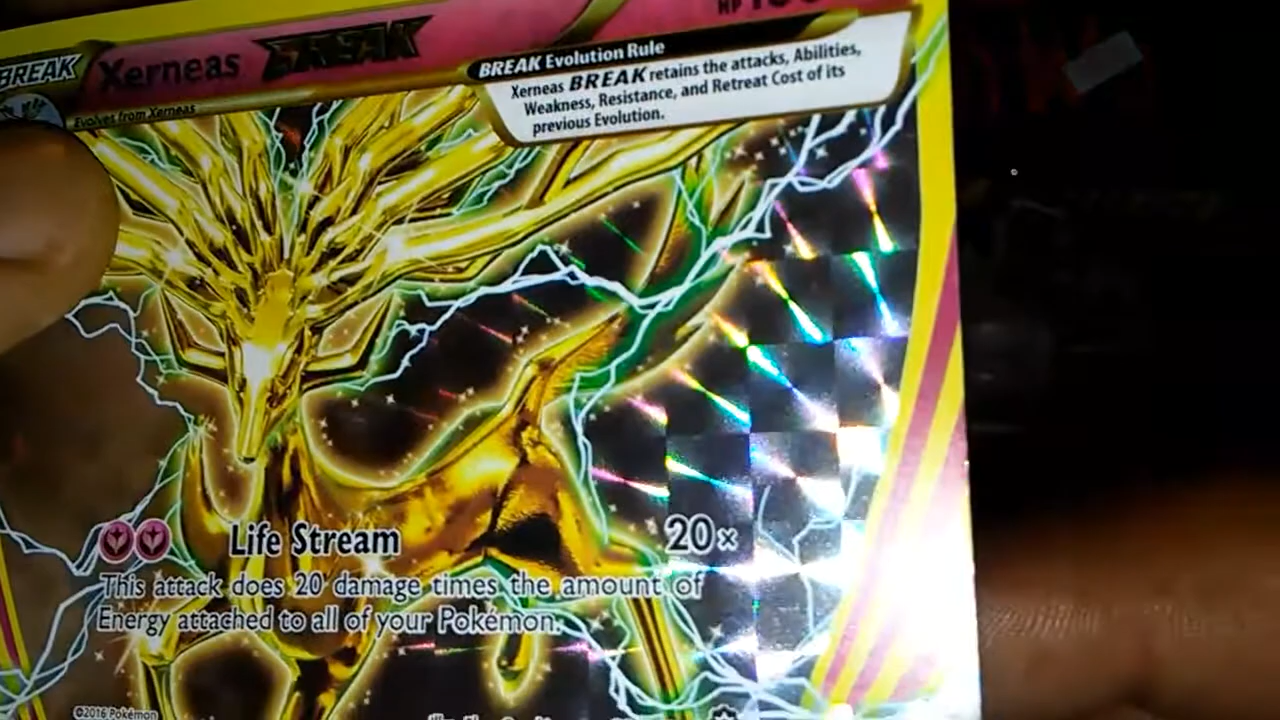 BREAK Xerneas BREAK HP
Evolves from Xerneas
BREAK Evolution Rule
Xerneas BREAK retains the attacks, Abilities,
Weakness, Resistance, and Retreat Cost of its
previous Evolution.
Life Stream 20×
This attack does 20 damage times the amount of
Energy attached to all of your Pokémon.
©2016 Pokémon